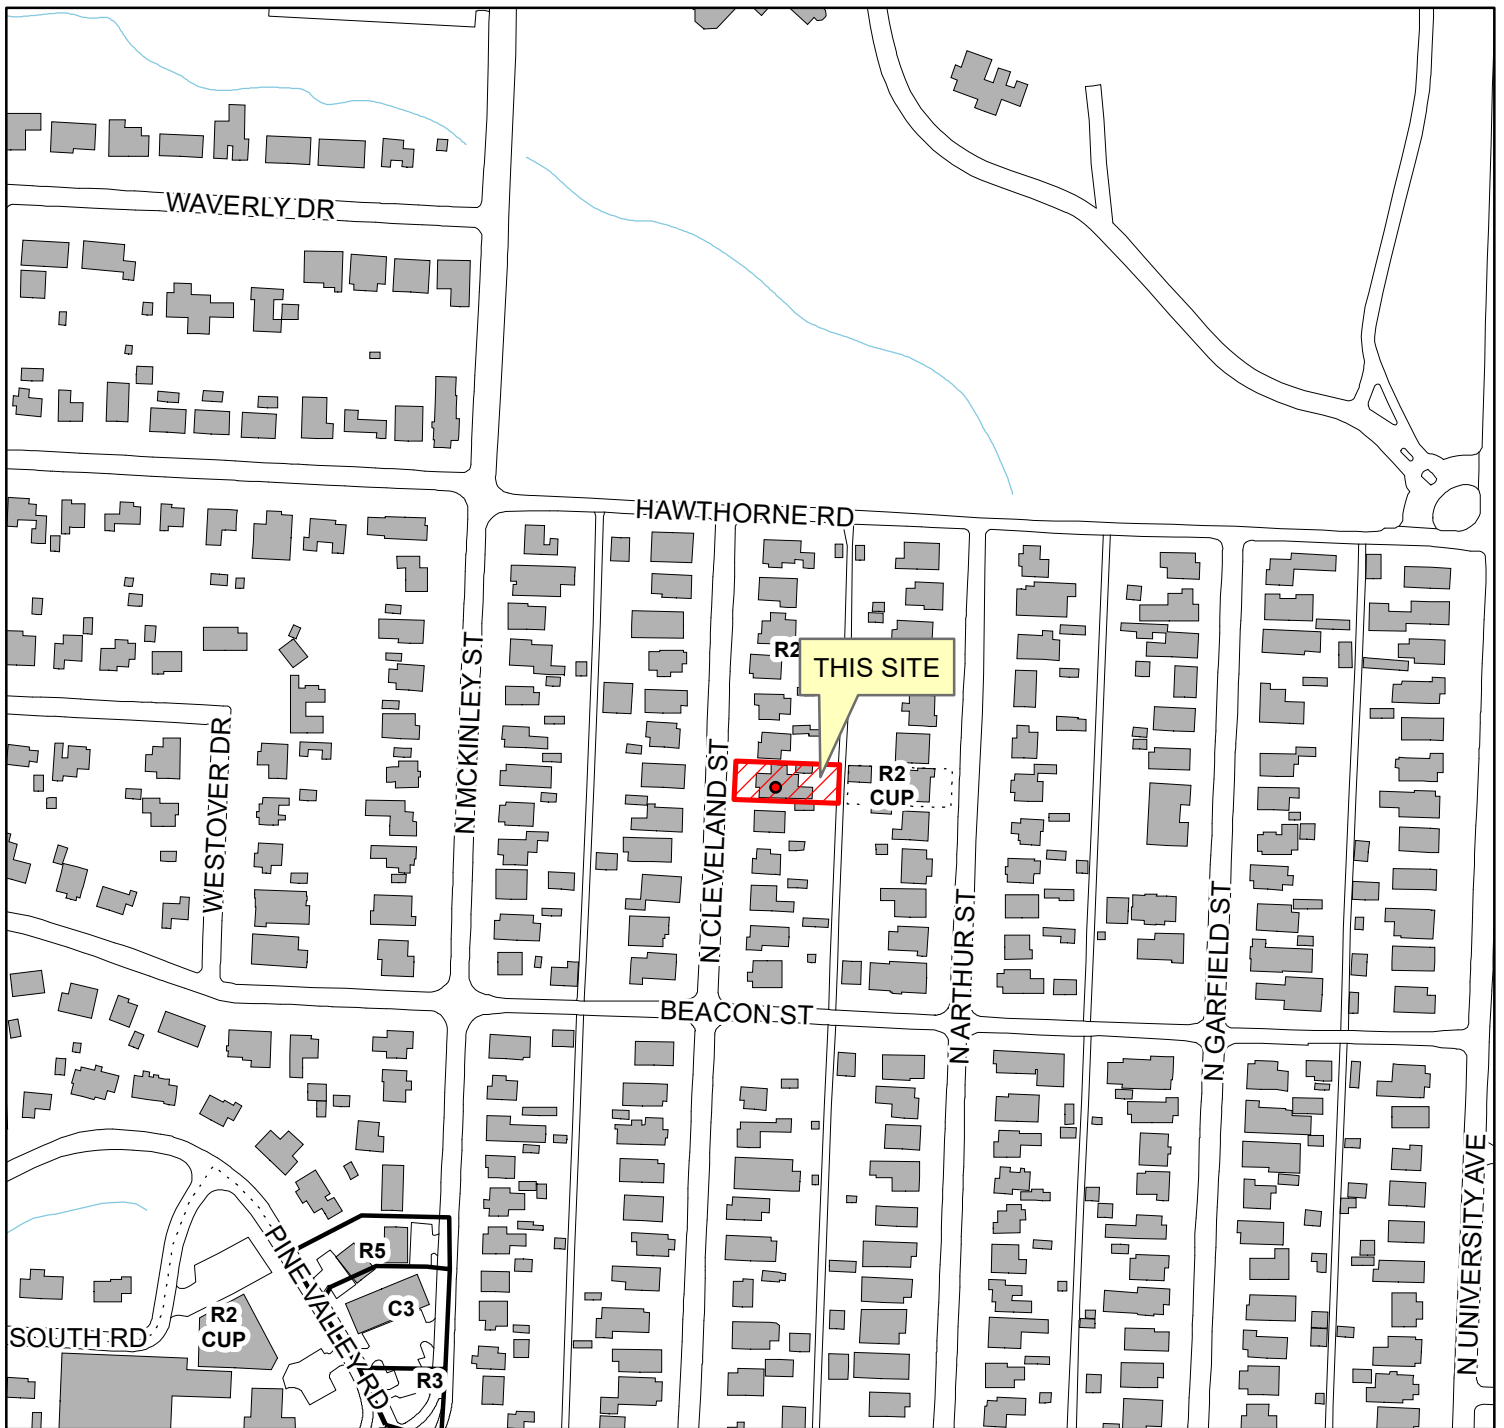 WAVERLY DR
HAWTHORNE RD
R2
THIS SITE
N MCKINLEY ST
WESTOVER DR
N CLEVELAND ST
R2
CUP
N ARTHUR ST
N GARFIELD ST
BEACON ST
N UNIVERSITY AVE
PINE VALLEY RD
R5
C3
R2
CUP
SOUTH RD
R3